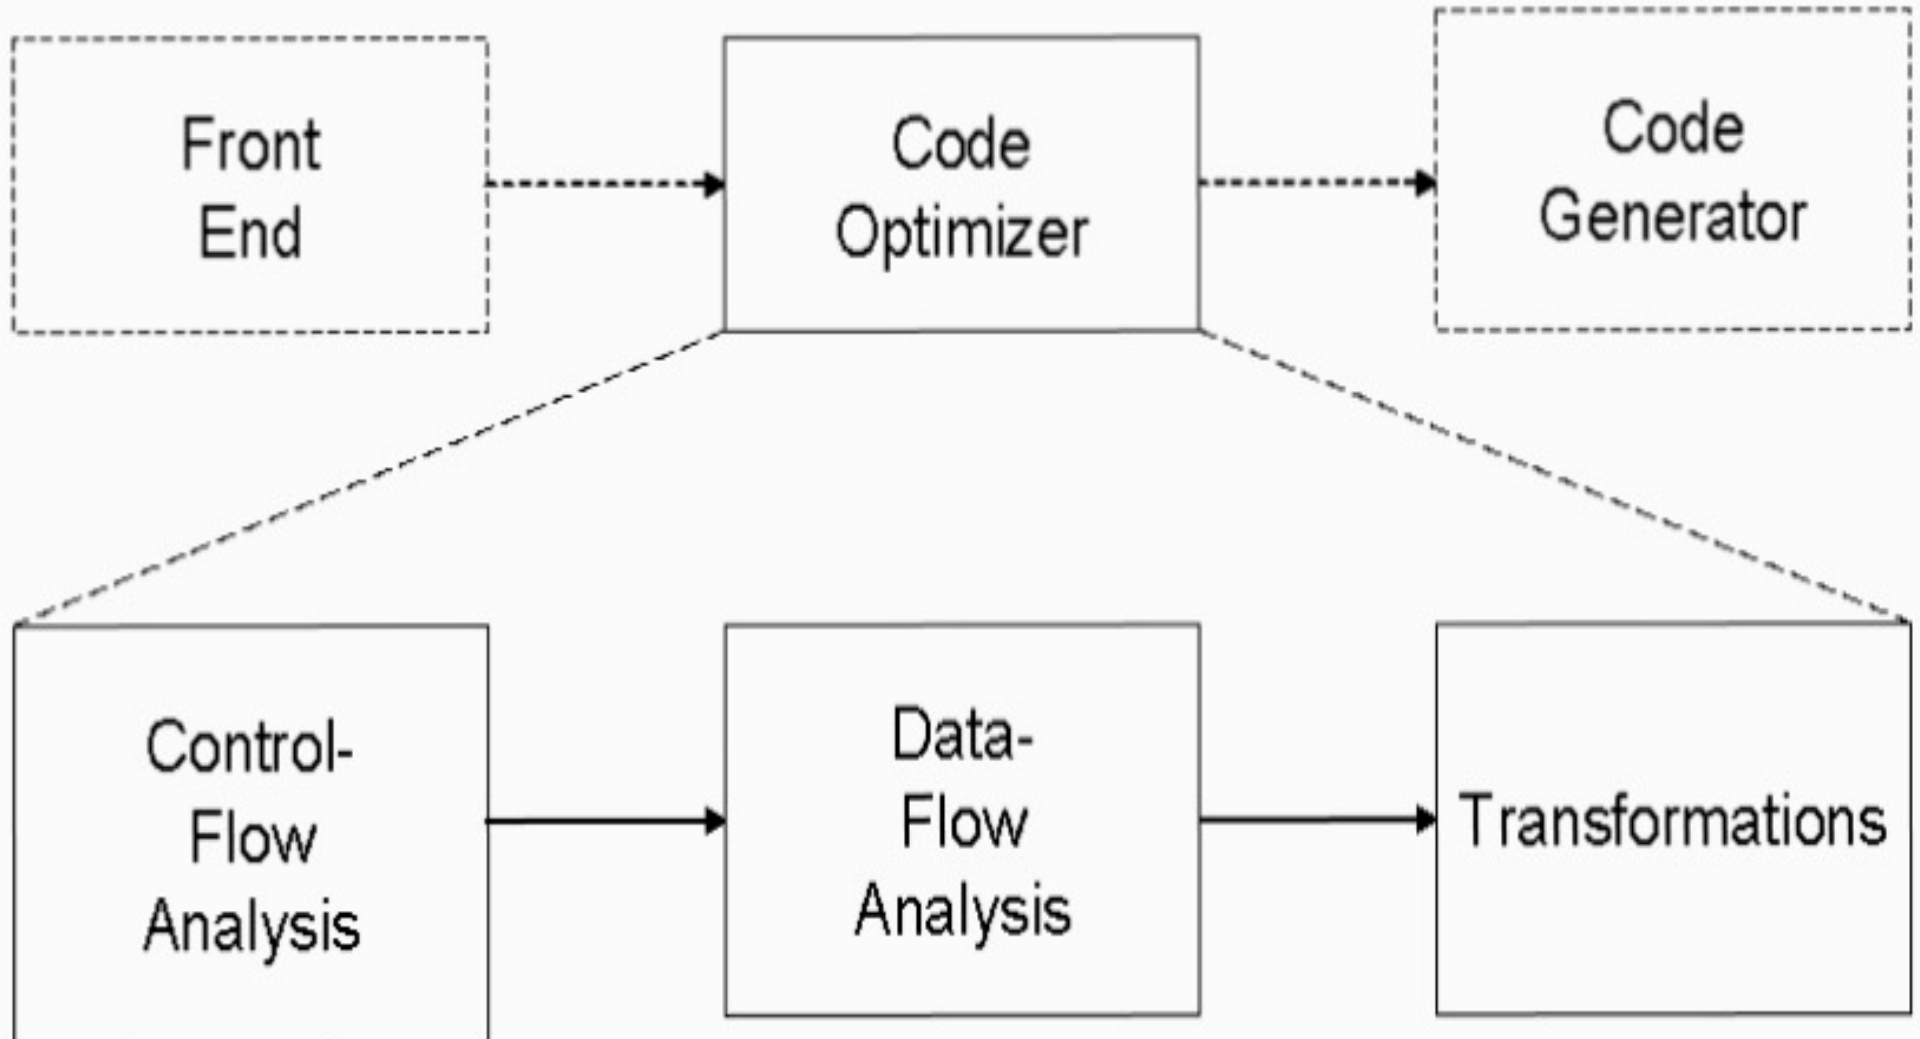 Front
End
Code
Optimizer
Code
Generator
Control-
Flow
Analysis
Data-
Flow
Analysis
Transformations